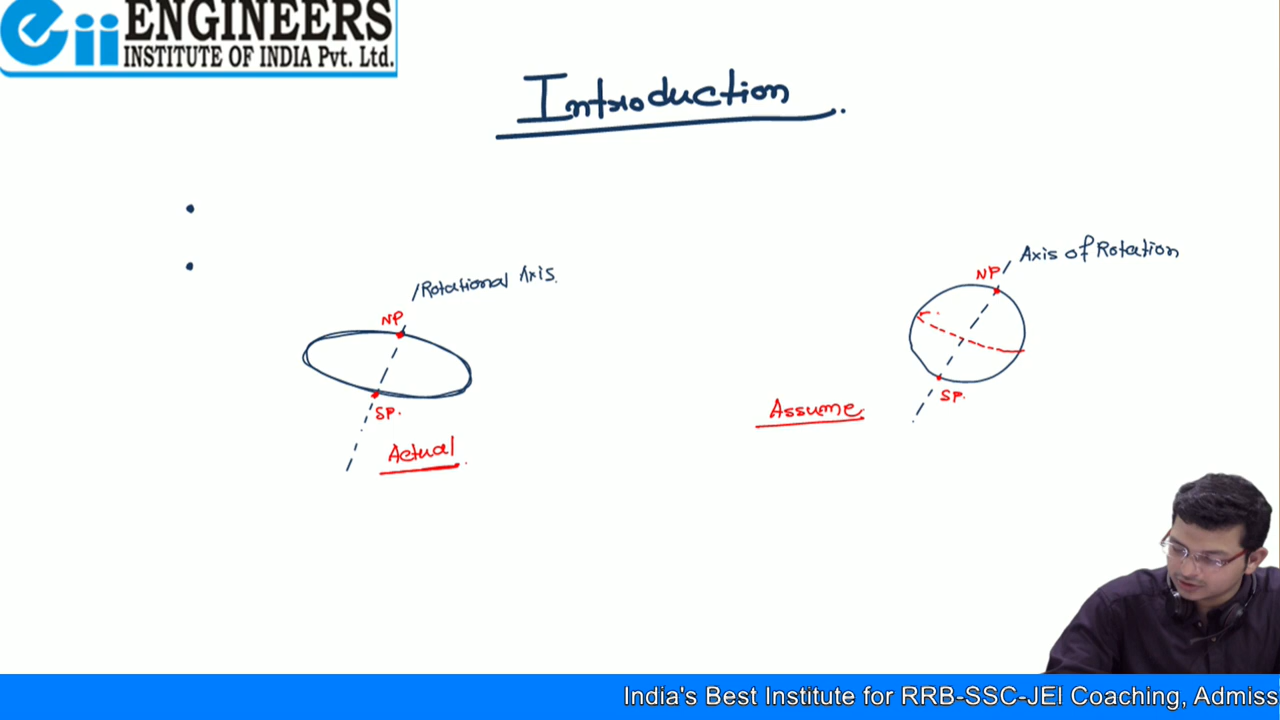 eii ENGINEERS
INSTITUTE OF INDIA Pvt. Ltd.
Introduction.
Rotational Axis.
NP
SP.
Actual
Axis of Rotation
NP
SP.
Assume
India's Best Institute for RRB-SSC-JEI Coaching, Admiss